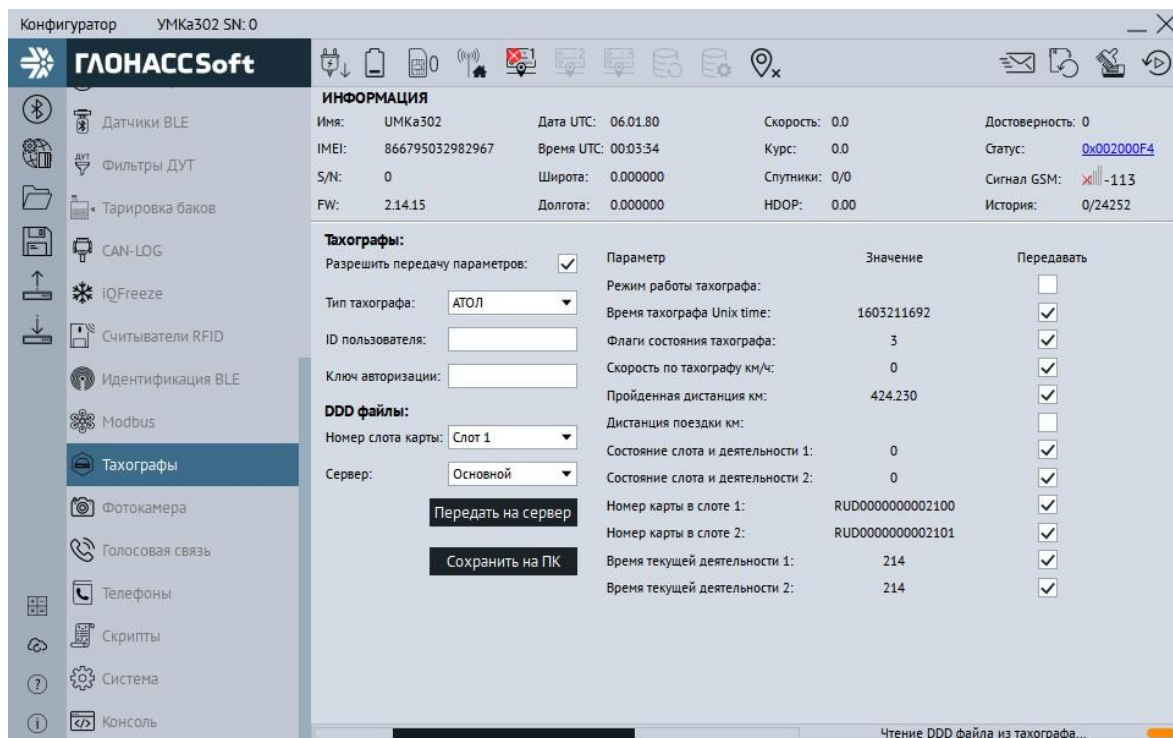 Конфигуратор УМКа302 SN: 0
ГЛОНАССSoft
0
1
ИНФОРМАЦИЯ
Имя: UMKa302 Дата UTC: 06.01.80 Скорость: 0.0 Достоверность: 0
IMEI: 866795032982967 Время UTC: 00:03:34 Курс: 0.0 Статус: 0x002000F4
S/N: 0 Широта: 0.000000 Спутники: 0/0 Сигнал GSM: -113
FW: 2.14.15 Долгота: 0.000000 HDOP: 0.00 История: 0/24252
Датчики BLE
ДУТ
Фильтры ДУТ
Тарировка баков
CAN-LOG
iQFreeze
Считыватели RFID
Идентификация BLE
Modbus
Тахографы
Фотокамера
Голосовая связь
Телефоны
Скрипты
Система
Консоль
Тахографы:
Разрешить передачу параметров:
Тип тахографа: АТОЛ
ID пользователя:
Ключ авторизации:
DDD файлы:
Номер слота карты: Слот 1
Сервер: Основной
Передать на сервер
Сохранить на ПК
Параметр Значение Передавать
Режим работы тахографа:
Время тахографа Unix time: 1603211692
Флаги состояния тахографа: 3
Скорость по тахографу км/ч: 0
Пройденная дистанция км: 424.230
Дистанция поездки км:
Состояние слота и деятельности 1: 0
Состояние слота и деятельности 2: 0
Номер карты в слоте 1: RUD0000000002100
Номер карты в слоте 2: RUD0000000002101
Время текущей деятельности 1: 214
Время текущей деятельности 2: 214
Чтение DDD файла из тахографа...